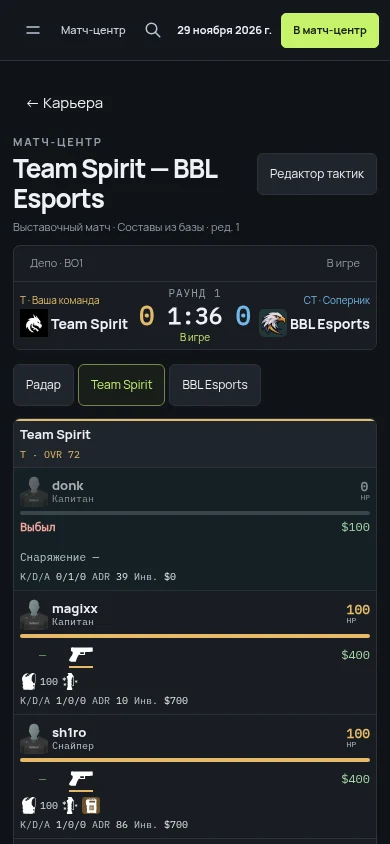 Матч-центр
29 ноября 2026 г.
В матч-центр
← Карьера
МАТЧ-ЦЕНТР
Team Spirit — BBL
Esports
Редактор тактик
Выставочный матч · Составы из базы · ред. 1
Депо · BO1
В игре
T · Ваша команда
РАУНД 1
CT · Соперник
Team Spirit
0
1:36
0
BBL Esports
В игре
Радар
Team Spirit
BBL Esports
Team Spirit
T · OVR 72
donk
Капитан
0
HP
Выбыл
$100
Снаряжение —
K/D/A 0/1/0 ADR 39 Инв. $0
magixx
Капитан
100
HP
—
$400
100
K/D/A 1/0/0 ADR 10 Инв. $700
sh1ro
Снайпер
100
HP
—
$400
100
K/D/A 1/0/0 ADR 86 Инв. $700